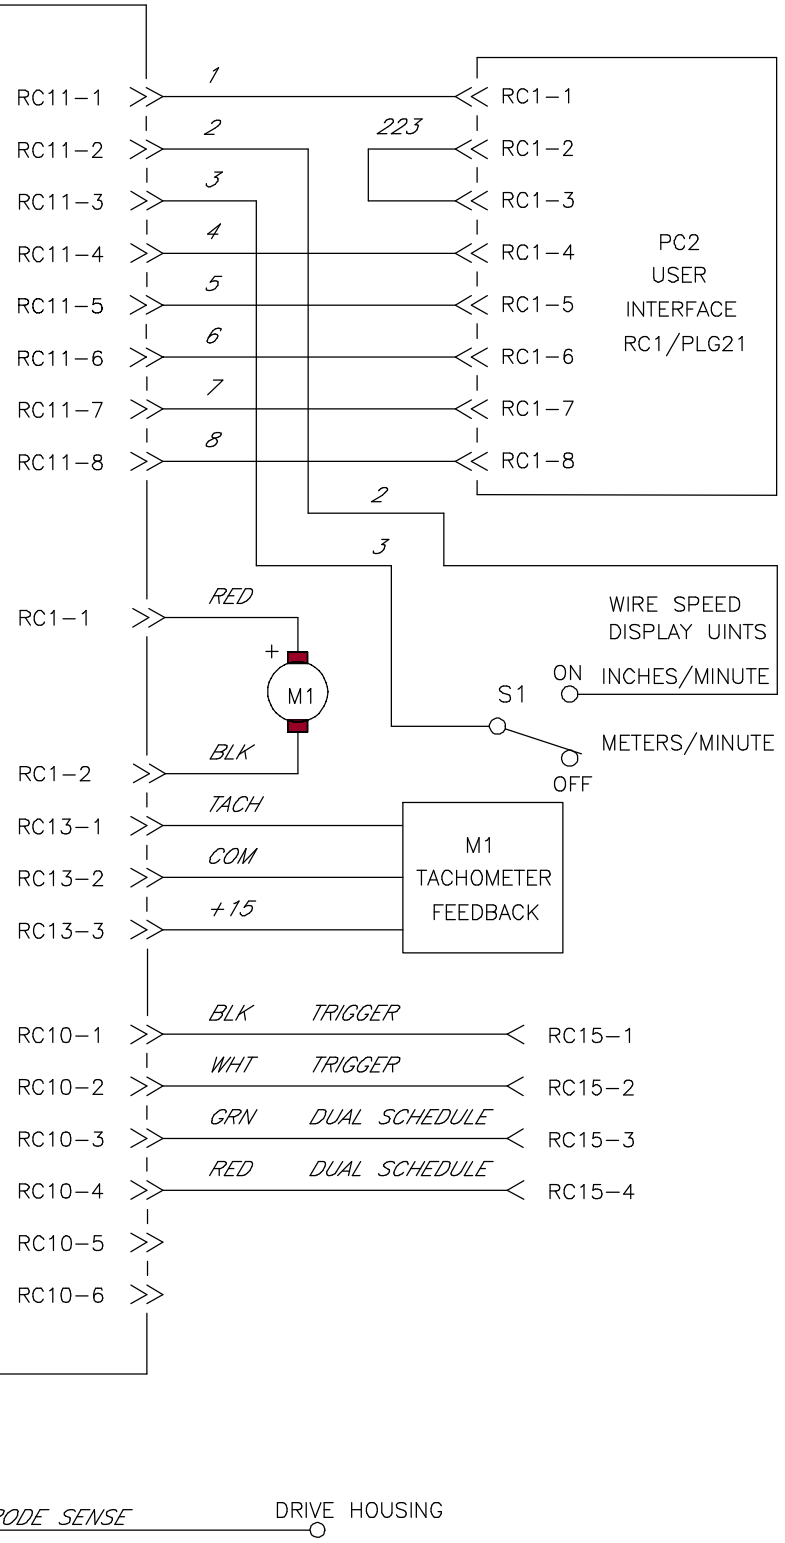 1
RC11-1 RC1-1
2 223
RC11-2 RC1-2
3
RC11-3 RC1-3
4
RC11-4 RC1-4
5
RC11-5 RC1-5
6
RC11-6 RC1-6
7
RC11-7 RC1-7
8
RC11-8 RC1-8
PC2
USER
INTERFACE
RC1/PLG21
2
3
RED
RC1-1
+
M1
BLK
RC1-2
WIRE SPEED
DISPLAY UINTS
ON INCHES/MINUTE
S1
METERS/MINUTE
OFF
TACH
RC13-1
COM
RC13-2
+15
RC13-3
M1
TACHOMETER
FEEDBACK
BLK TRIGGER
RC10-1 RC15-1
WHT TRIGGER
RC10-2 RC15-2
GRN DUAL SCHEDULE
RC10-3 RC15-3
RED DUAL SCHEDULE
RC10-4 RC15-4
RC10-5
RC10-6
SENSE
DRIVE HOUSING